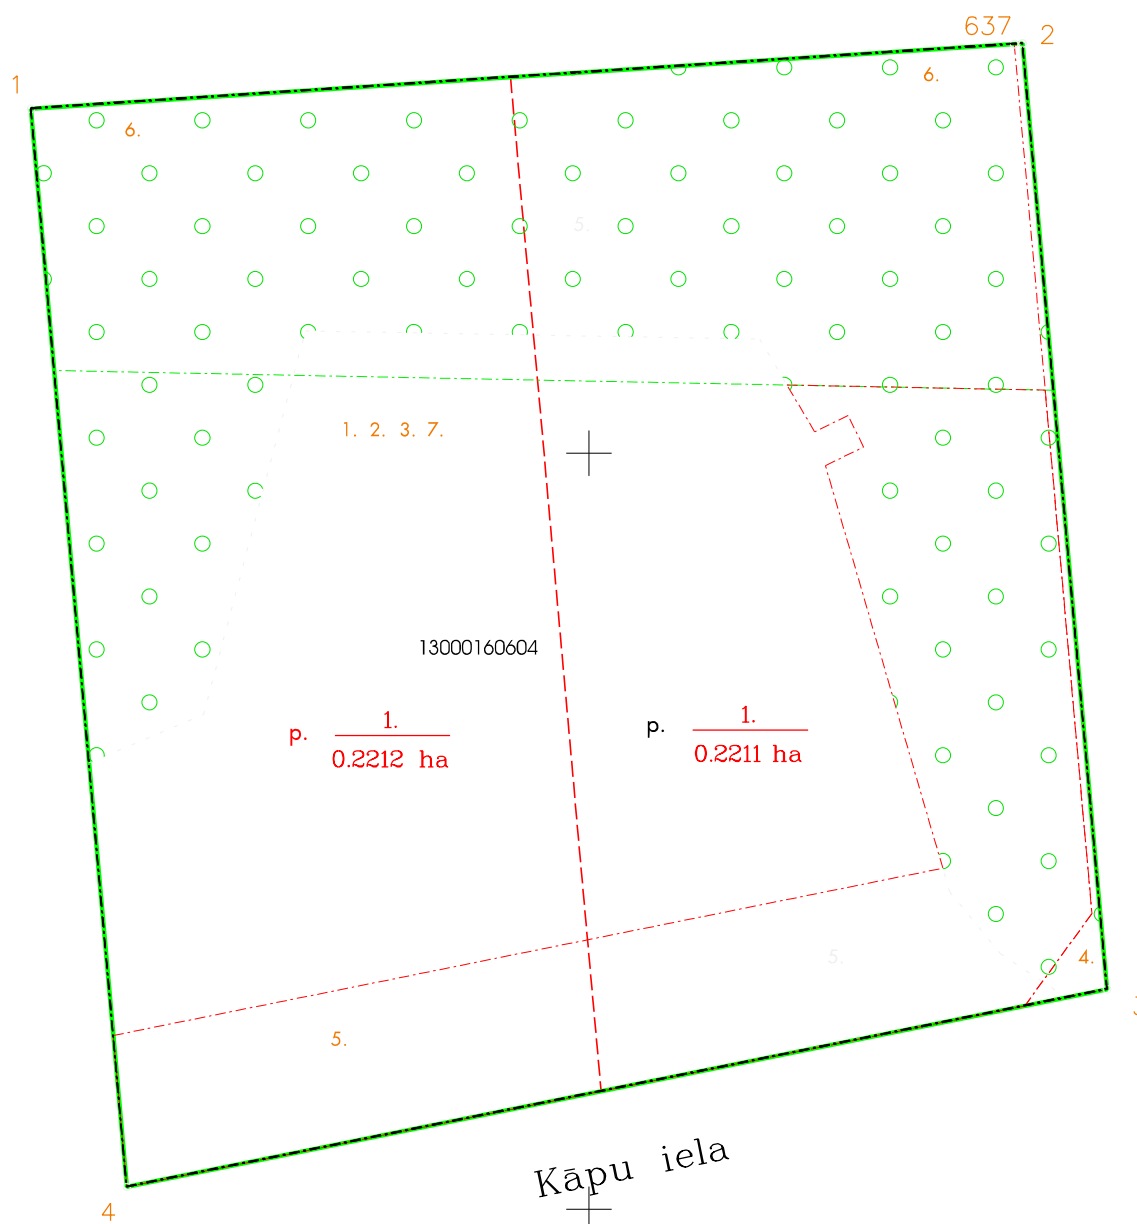 637
2
1
6.
6.
5.
1. 2. 3. 7.
13000160604
p. 1.
0.2212 ha
p. 1.
0.2211 ha
5.
4.
3
5.
Kāpu iela
4